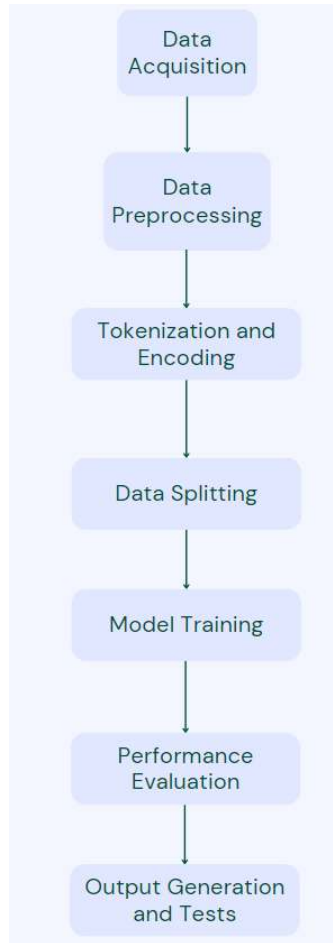 Data
Acquisition
Data
Preprocessing
Tokenization and
Encoding
Data Splitting
Model Training
Performance
Evaluation
Output Generation
and Tests